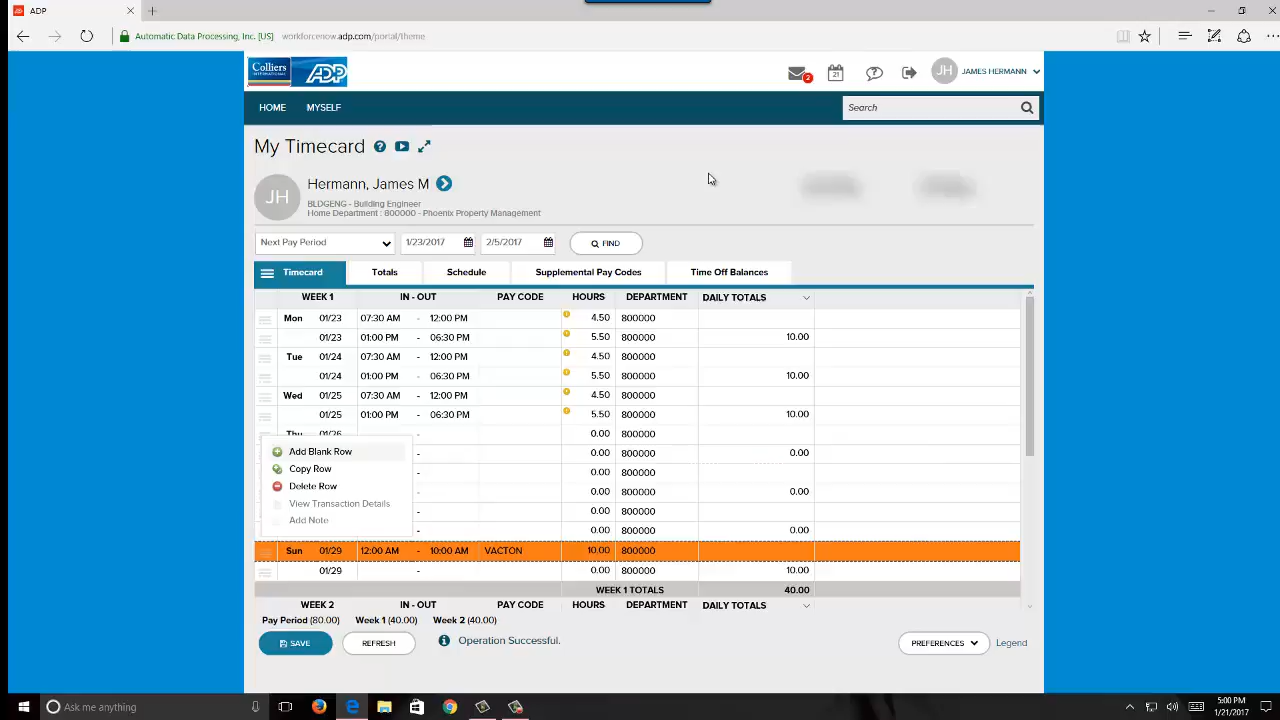 ADP
Automatic Data Processing, Inc. [US] workforcenow.adp.com/portal/theme
Colliers
INTERNATIONAL
ADP
2
21
?
JH
JAMES HERMANN
HOME MYSELF
Search
My Timecard ?
JH
Hermann, James M
BLDGENG - Building Engineer
Home Department : 800000 - Phoenix Property Management
Next Pay Period 1/23/2017 2/5/2017 FIND
Timecard Totals Schedule Supplemental Pay Codes Time Off Balances
WEEK 1 IN - OUT PAY CODE HOURS DEPARTMENT DAILY TOTALS
Mon 01/23 07:30 AM - 12:00 PM 4.50 800000
01/23 01:00 PM - 06:30 PM 5.50 800000 10.00
Tue 01/24 07:30 AM - 12:00 PM 4.50 800000
01/24 01:00 PM - 06:30 PM 5.50 800000 10.00
Wed 01/25 07:30 AM - 12:00 PM 4.50 800000
01/25 01:00 PM - 06:30 PM 5.50 800000 10.00
Thu 01/26 - 0.00 800000
- 0.00 800000 0.00
- 0.00 800000
- 0.00 800000 0.00
- 0.00 800000
- 0.00 800000 0.00
Add Blank Row
Copy Row
Delete Row
View Transaction Details
Add Note
Sun 01/29 12:00 AM - 10:00 AM VACTON 10.00 800000
01/29 - 0.00 800000 10.00
WEEK 1 TOTALS 40.00
WEEK 2 IN - OUT PAY CODE HOURS DEPARTMENT DAILY TOTALS
Pay Period (80.00) Week 1 (40.00) Week 2 (40.00)
SAVE REFRESH Operation Successful. PREFERENCES Legend
Ask me anything
5:00 PM
1/21/2017